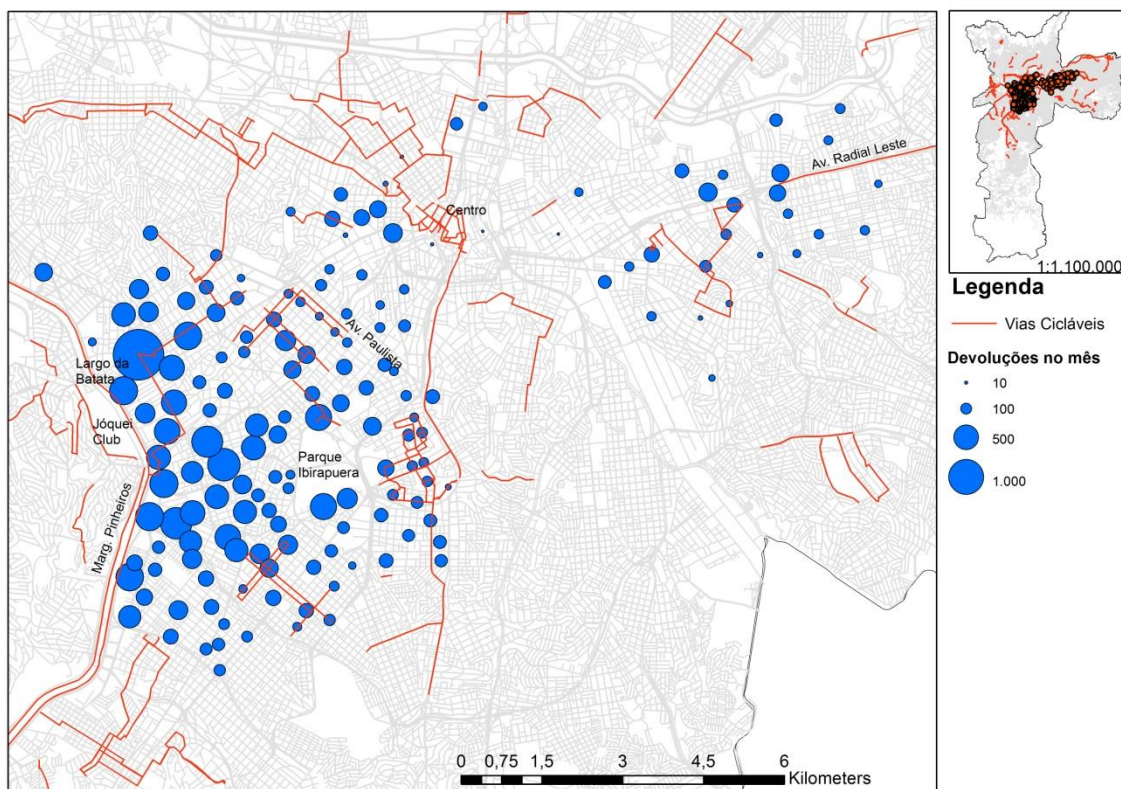 Av. Radial Leste
Centro
Av. Paulista
Largo da
Batata
Jóquei
Club
Parque
Ibirapuera
Marg. Pinheiros
0 0,75 1,5 3 4,5 6
Kilometers
1:1.100.000
Legenda
Vias Cicláveis
Devoluções no mês
10
100
500
1.000